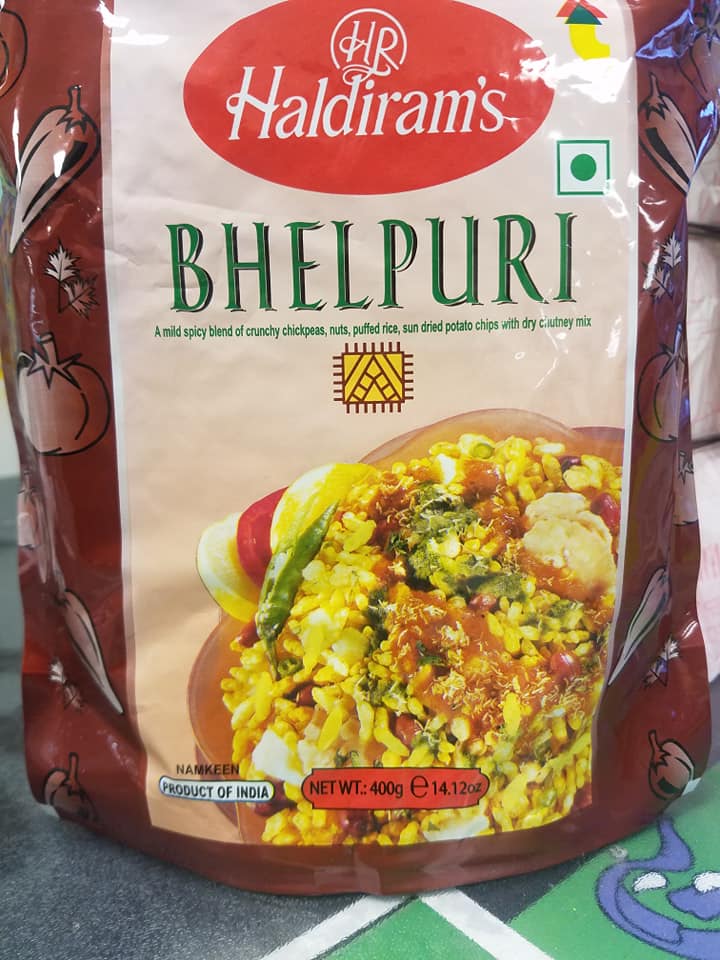 HR
Haldiram's
BHELPURI
A mild spicy blend of crunchy chickpeas, nuts, puffed rice, sun dried potato chips with dry chutney mix
NAMKEEN
PRODUCT OF INDIA
NET WT.: 400g ℮ 14.12oz